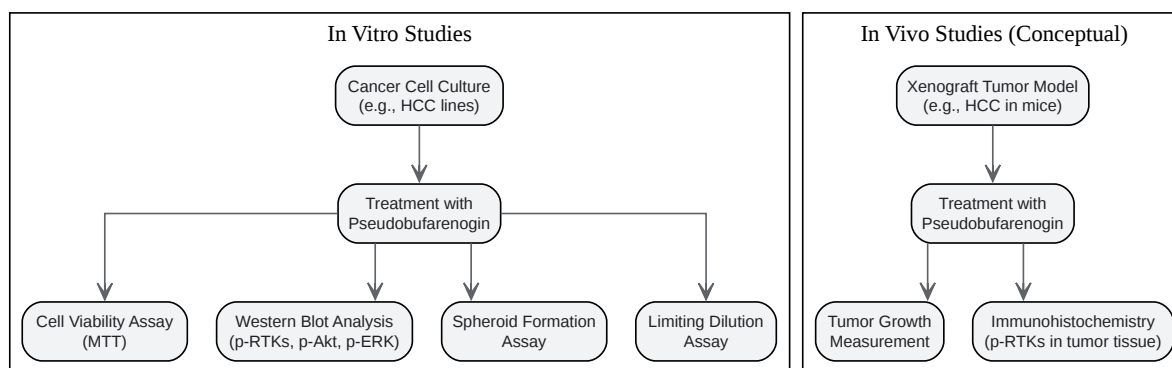 In Vitro Studies
Cancer Cell Culture
(e.g., HCC lines)
Treatment with
Pseudobufarenogin
Cell Viability Assay
(MTT)
Western Blot Analysis
(p-RTKs, p-Akt, p-ERK)
Spheroid Formation
Assay
Limiting Dilution
Assay
In Vivo Studies (Conceptual)
Xenograft Tumor Model
(e.g., HCC in mice)
Treatment with
Pseudobufarenogin
Tumor Growth
Measurement
Immunohistochemistry
(p-RTKs in tumor tissue)